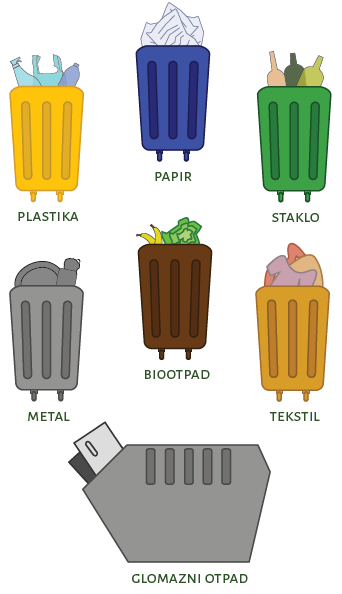 PAPIR
PLASTIKA
STAKLO
BIOOTPAD
METAL
TEKSTIL
GLOMAZNI OTPAD